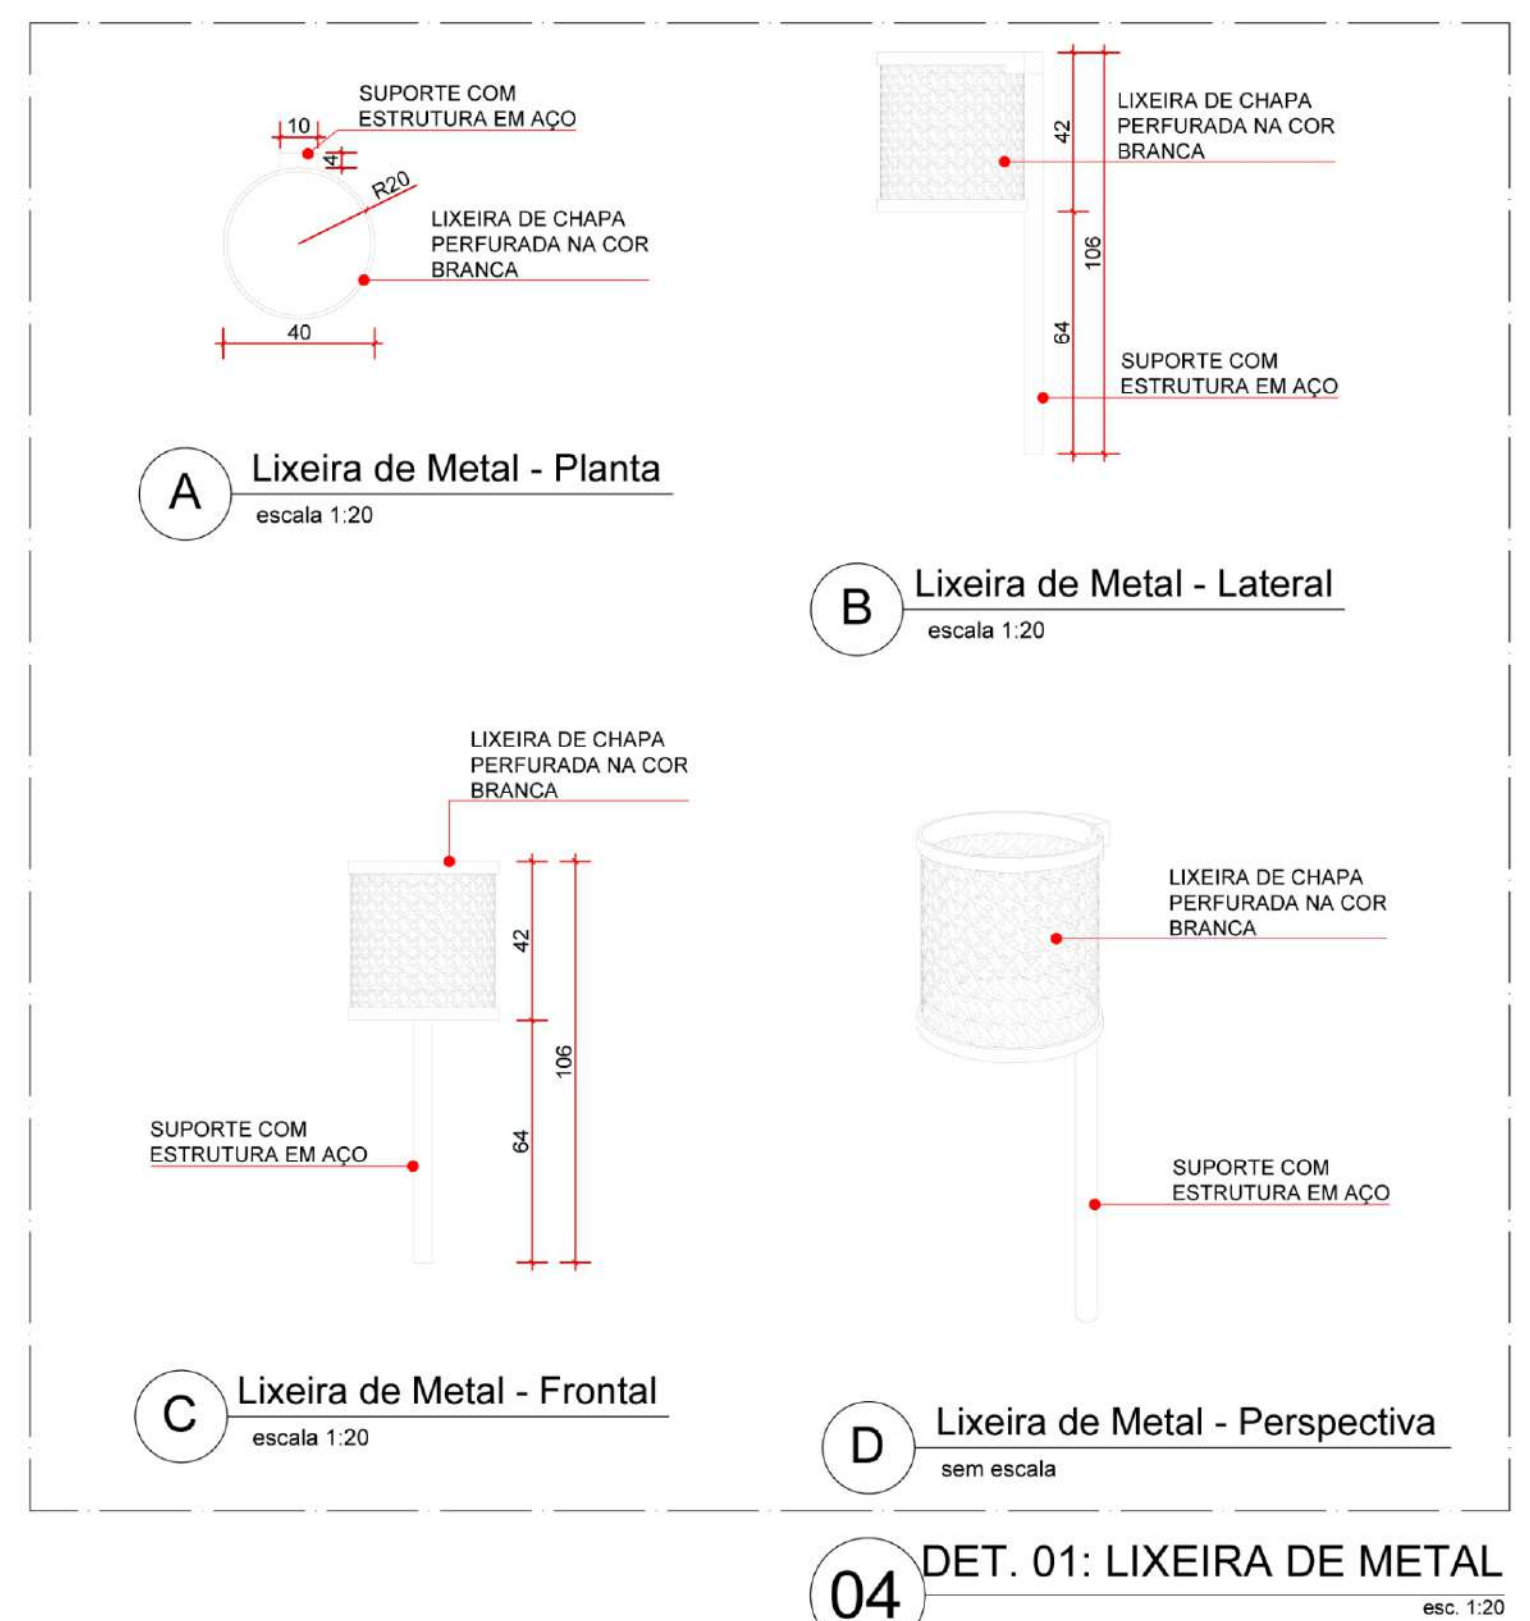 SUPORTE COM
ESTRUTURA EM AÇO
10
4
R20
LIXEIRA DE CHAPA
PERFURADA NA COR
BRANCA
40
A
Lixeira de Metal - Planta
escala 1:20
LIXEIRA DE CHAPA
PERFURADA NA COR
BRANCA
42
106
64
SUPORTE COM
ESTRUTURA EM AÇO
B
Lixeira de Metal - Lateral
escala 1:20
LIXEIRA DE CHAPA
PERFURADA NA COR
BRANCA
42
106
64
SUPORTE COM
ESTRUTURA EM AÇO
C
Lixeira de Metal - Frontal
escala 1:20
LIXEIRA DE CHAPA
PERFURADA NA COR
BRANCA
SUPORTE COM
ESTRUTURA EM AÇO
D
Lixeira de Metal - Perspectiva
sem escala
04
DET. 01: LIXEIRA DE METAL
esc. 1:20